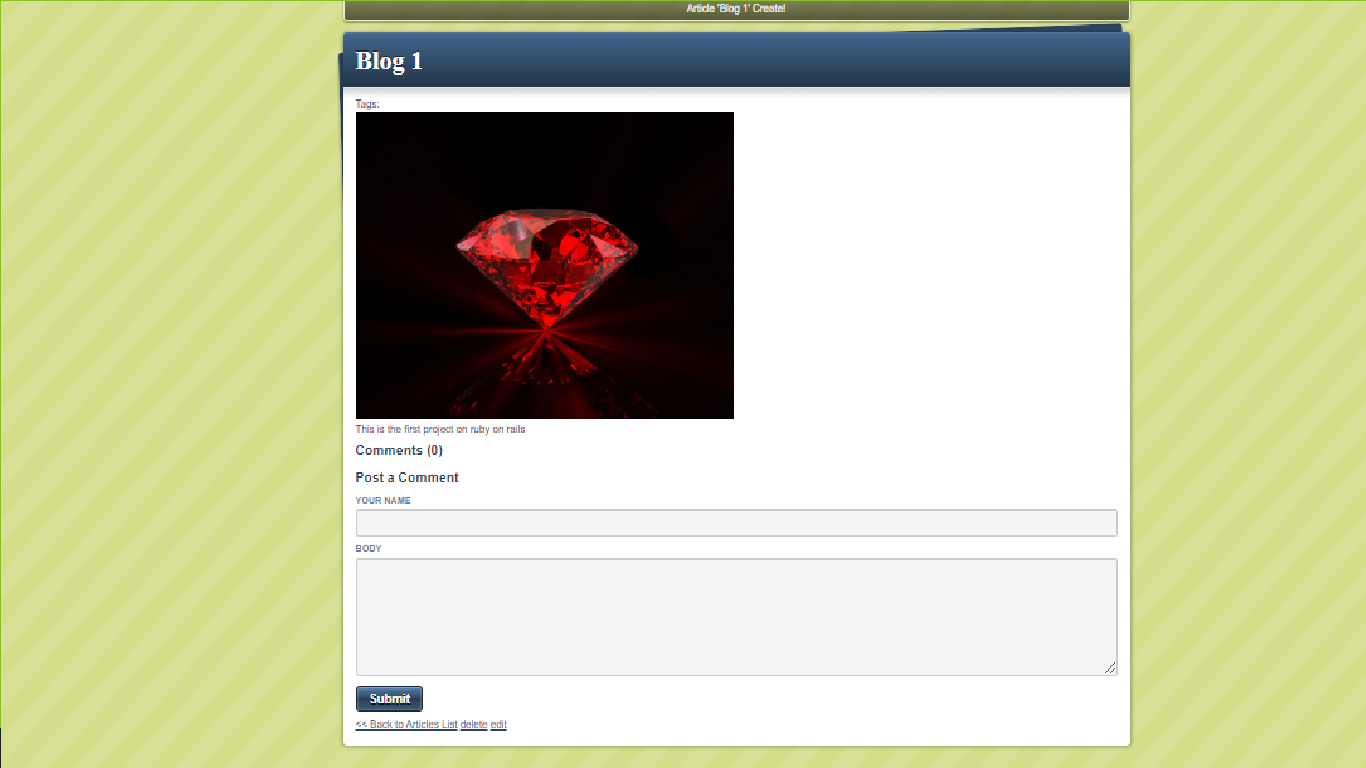 Article 'Blog 1' Create!
Blog 1
Tags:
This is the first project on ruby on rails
Comments (0)
Post a Comment
YOUR NAME
BODY
Submit
<< Back to Articles List delete edit